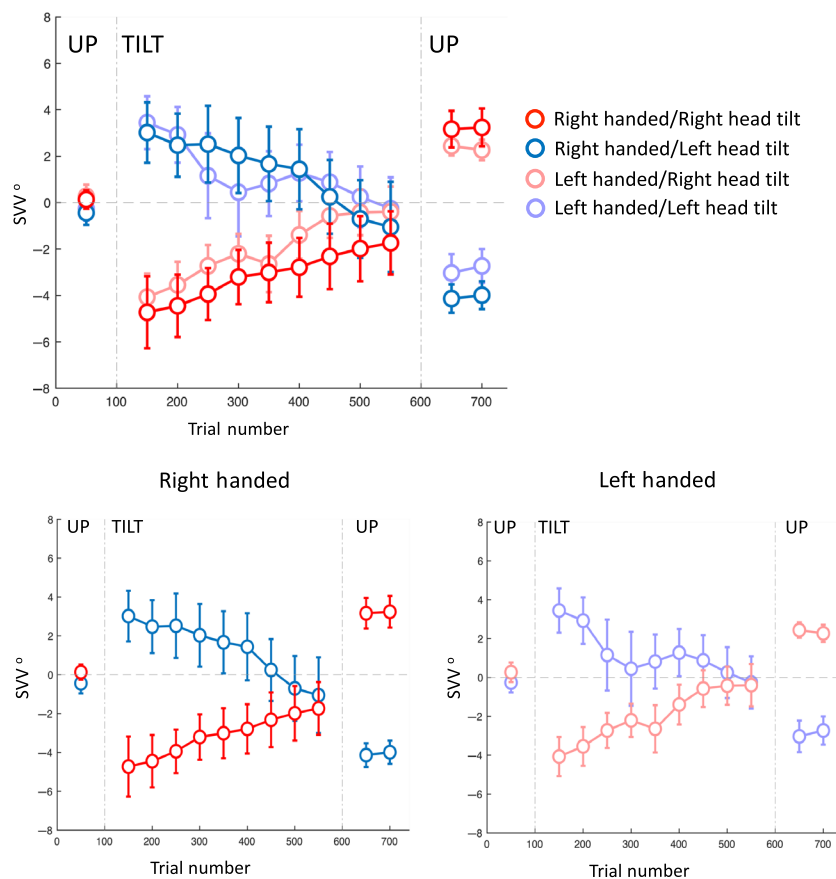 UP TILT UP
8
6
4
2
0
−2
−4
−6
−8
SVV º
0 100 200 300 400 500 600 700
Trial number
Right handed/Right head tilt
Right handed/Left head tilt
Left handed/Right head tilt
Left handed/Left head tilt
Right handed
UP TILT UP
8
6
4
2
0
−2
−4
−6
−8
SVV º
0 100 200 300 400 500 600 700
Trial number
Left handed
UP TILT UP
8
6
4
2
0
−2
−4
−6
−8
SVV º
0 100 200 300 400 500 600 700
Trial number